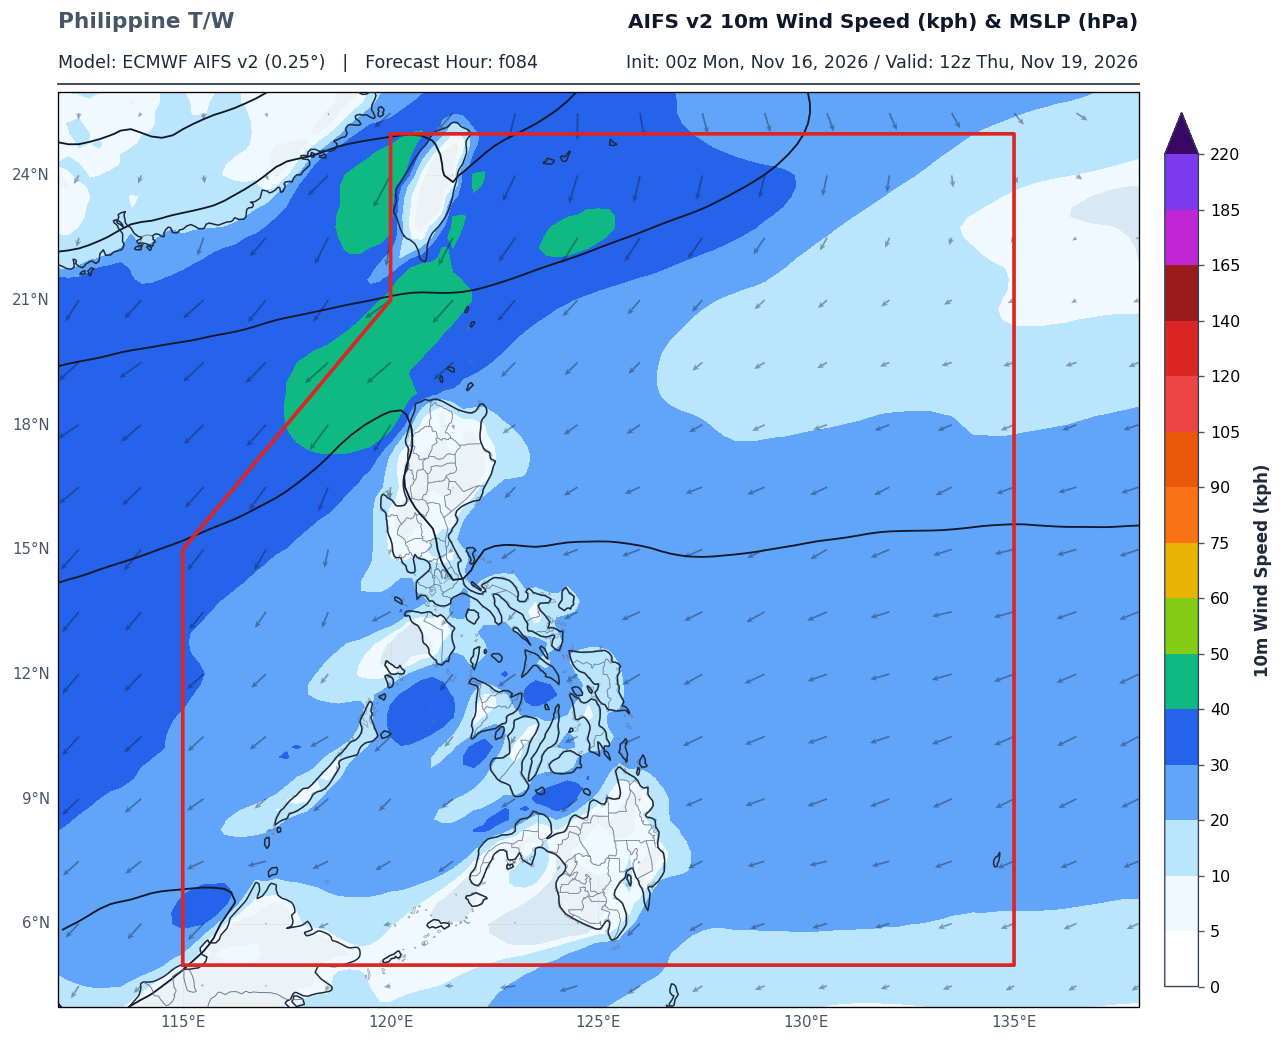 Philippine T/W
AIFS v2 10m Wind Speed (kph) & MSLP (hPa)
Model: ECMWF AIFS v2 (0.25°) | Forecast Hour: f084
Init: 00z Mon, Nov 16, 2026 / Valid: 12z Thu, Nov 19, 2026
24°N
21°N
18°N
15°N
12°N
9°N
6°N
115°E
120°E
125°E
130°E
135°E
220
185
165
140
120
105
90
75
60
50
40
30
20
10
5
0
10m Wind Speed (kph)